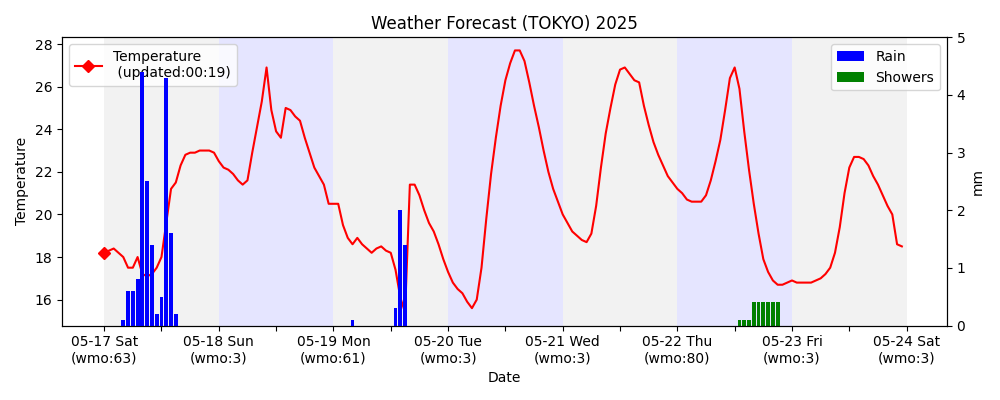 Weather Forecast (TOKYO) 2025
Temperature
(updated:00:19)
Rain
Showers
28
26
24
22
20
18
16
Temperature
5
4
3
2
1
0
mm
05-17 Sat
(wmo:63)
05-18 Sun
(wmo:3)
05-19 Mon
(wmo:61)
05-20 Tue
(wmo:3)
05-21 Wed
(wmo:3)
05-22 Thu
(wmo:80)
05-23 Fri
(wmo:3)
05-24 Sat
(wmo:3)
Date